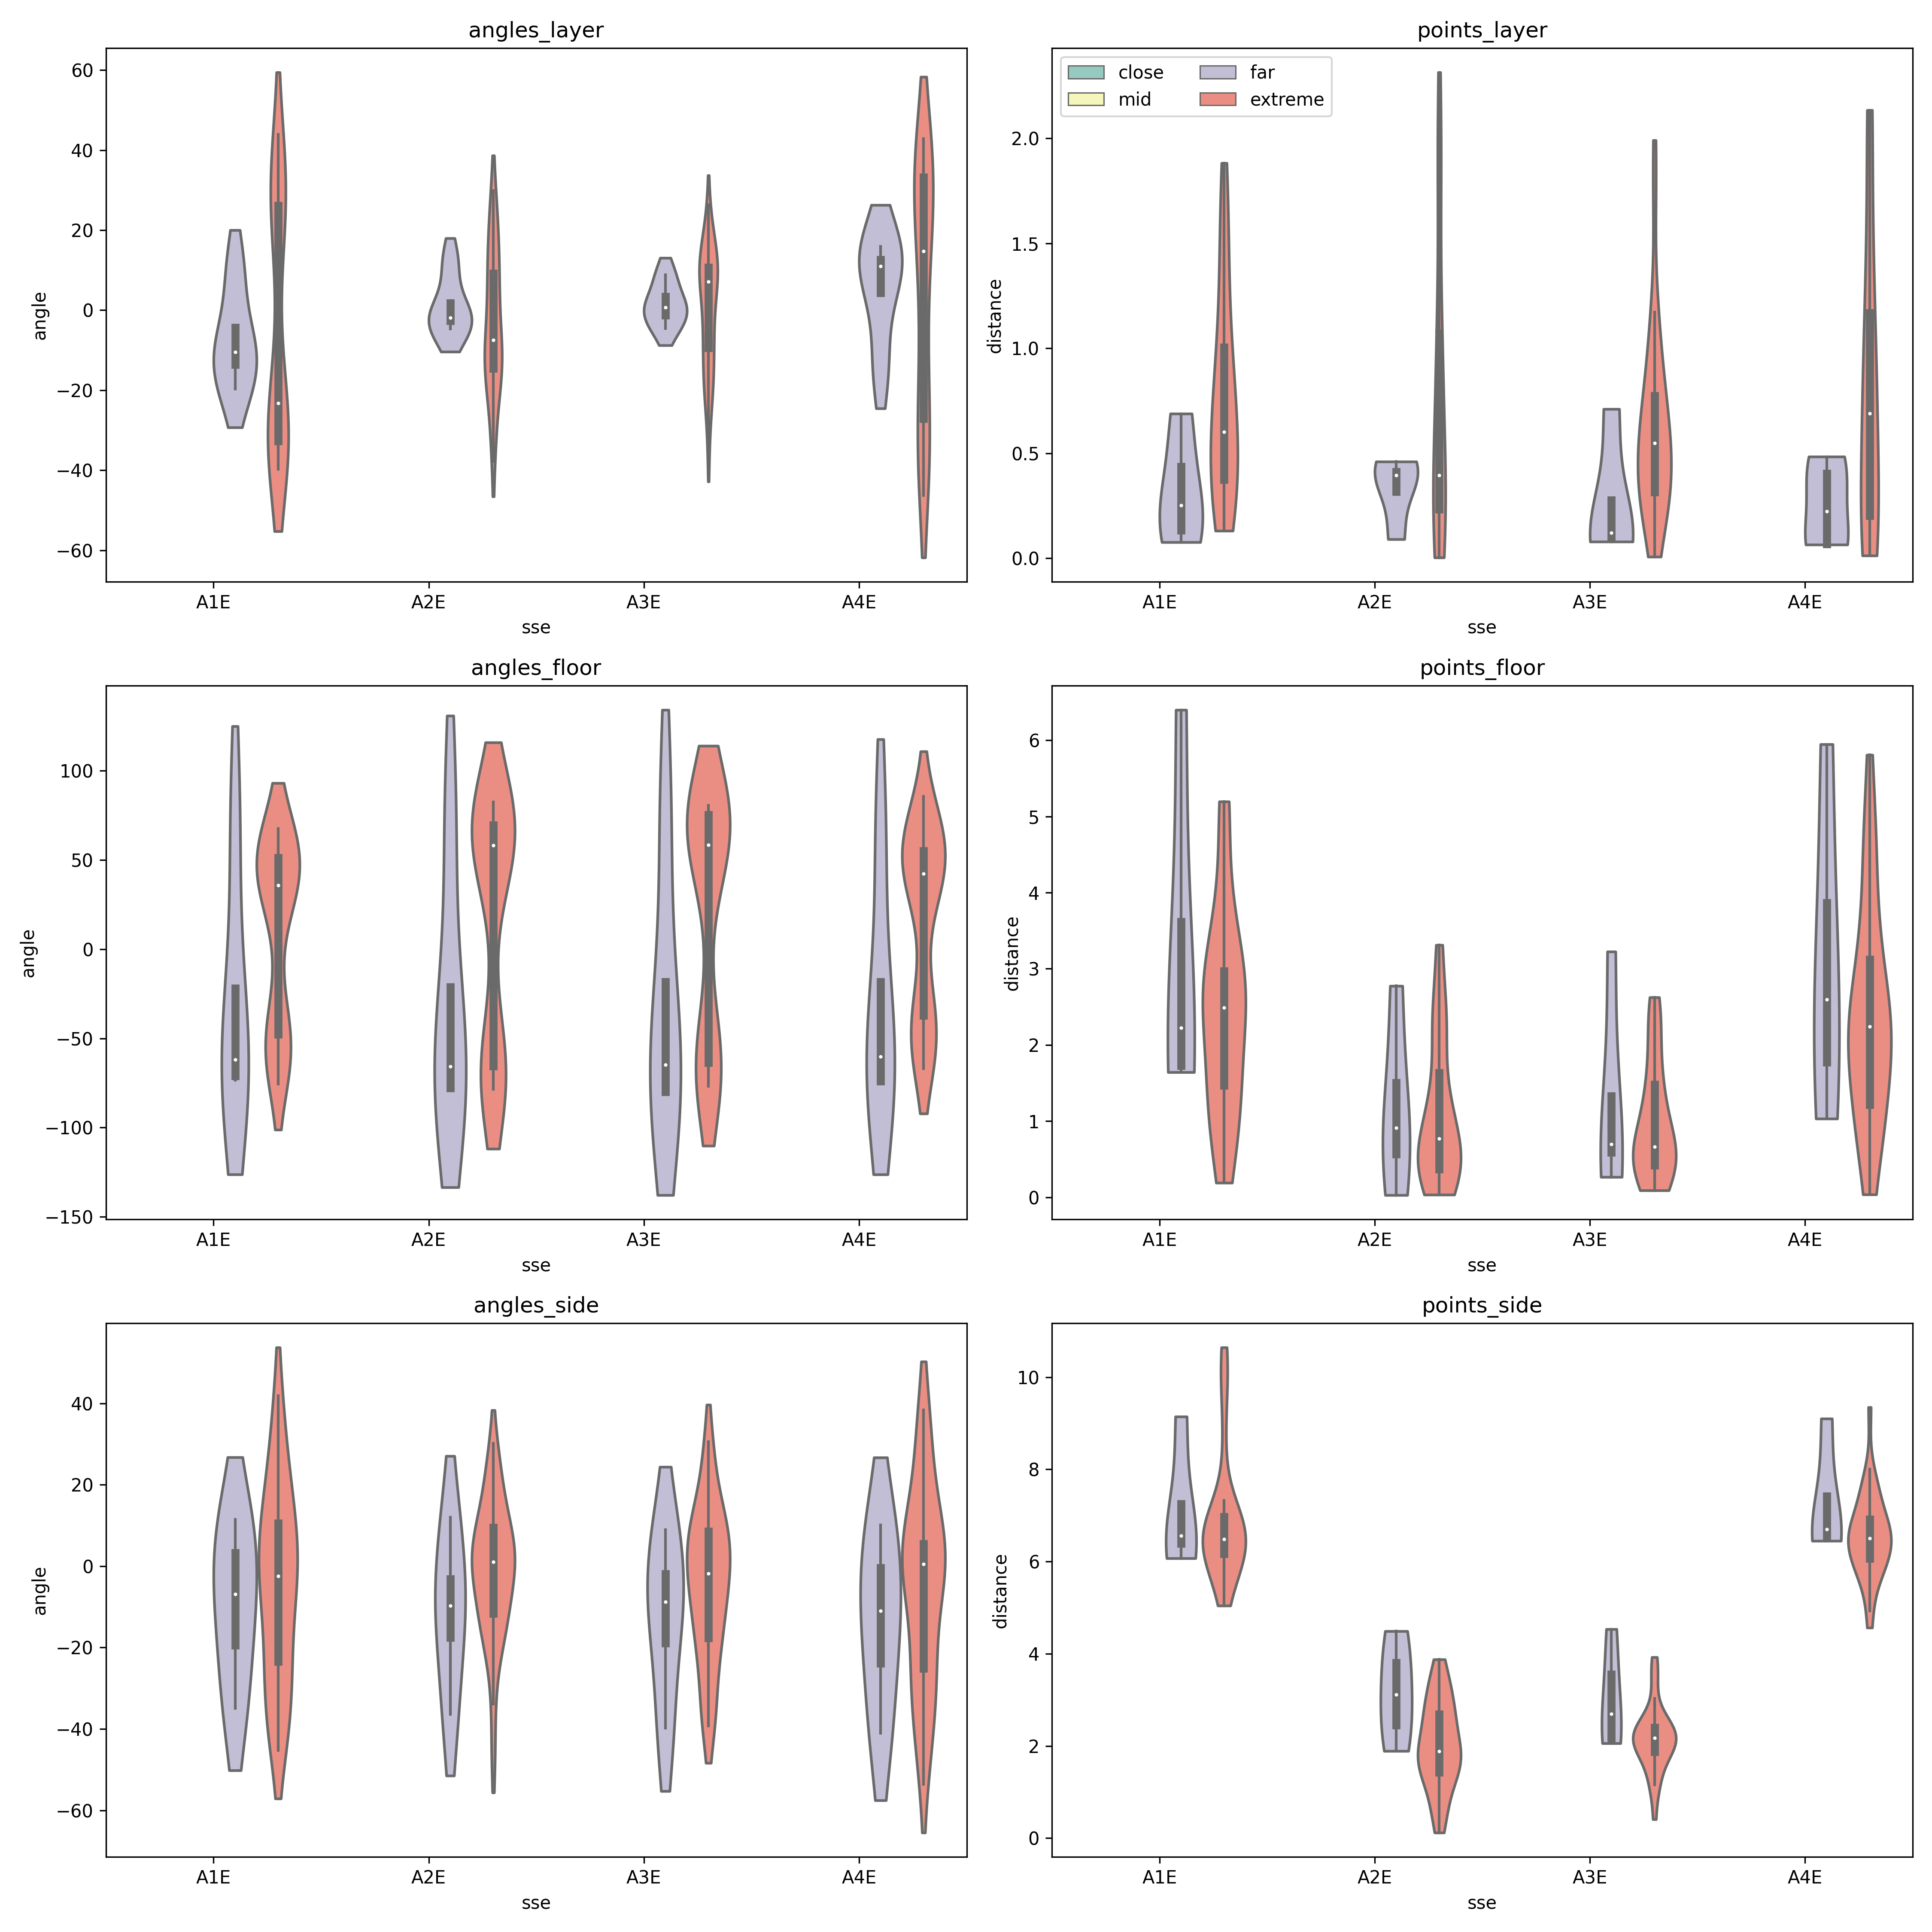 angles_layer
60
40
20
0
−20
−40
−60
angle
A1E A2E A3E A4E
sse
points_layer
close far
mid extreme
2.0
1.5
1.0
0.5
0.0
distance
A1E A2E A3E A4E
sse
angles_floor
100
50
0
−50
−100
−150
angle
A1E A2E A3E A4E
sse
points_floor
6
5
4
3
2
1
0
distance
A1E A2E A3E A4E
sse
angles_side
40
20
0
−20
−40
−60
angle
A1E A2E A3E A4E
sse
points_side
10
8
6
4
2
0
distance
A1E A2E A3E A4E
sse